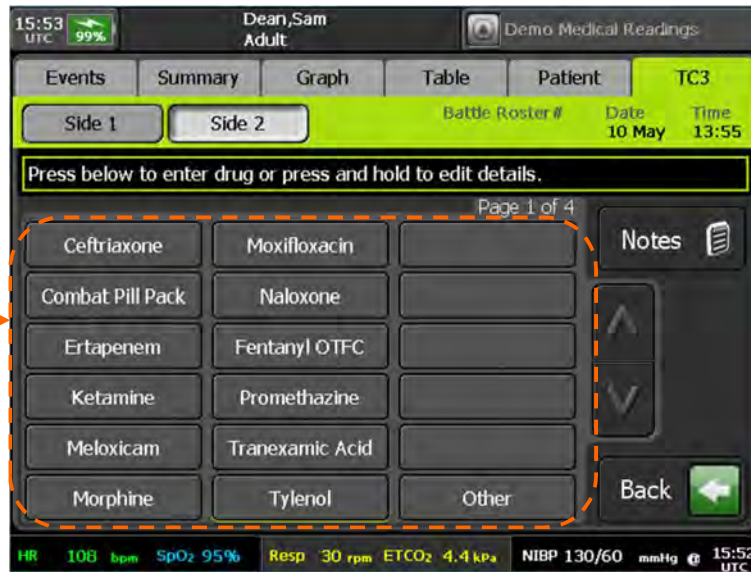 15:53 UTC 99% Dean,Sam Adult Demo Medical Readings
Events Summary Graph Table Patient TC3
Side 1 Side 2 Battle Roster # Date 10 May Time 13:55
Press below to enter drug or press and hold to edit details.
Page 1 of 4
Ceftriaxone Moxifloxacin Notes
Combat Pill Pack Naloxone
Ertapenem Fentanyl OTFC
Ketamine Promethazine
Meloxicam Tranexamic Acid
Morphine Tylenol Other Back
HR 108 bpm SpO2 95% Resp 30 rpm ETCO2 4.4 kPa NIBP 130/60 mmHg @ 15:52 UTC